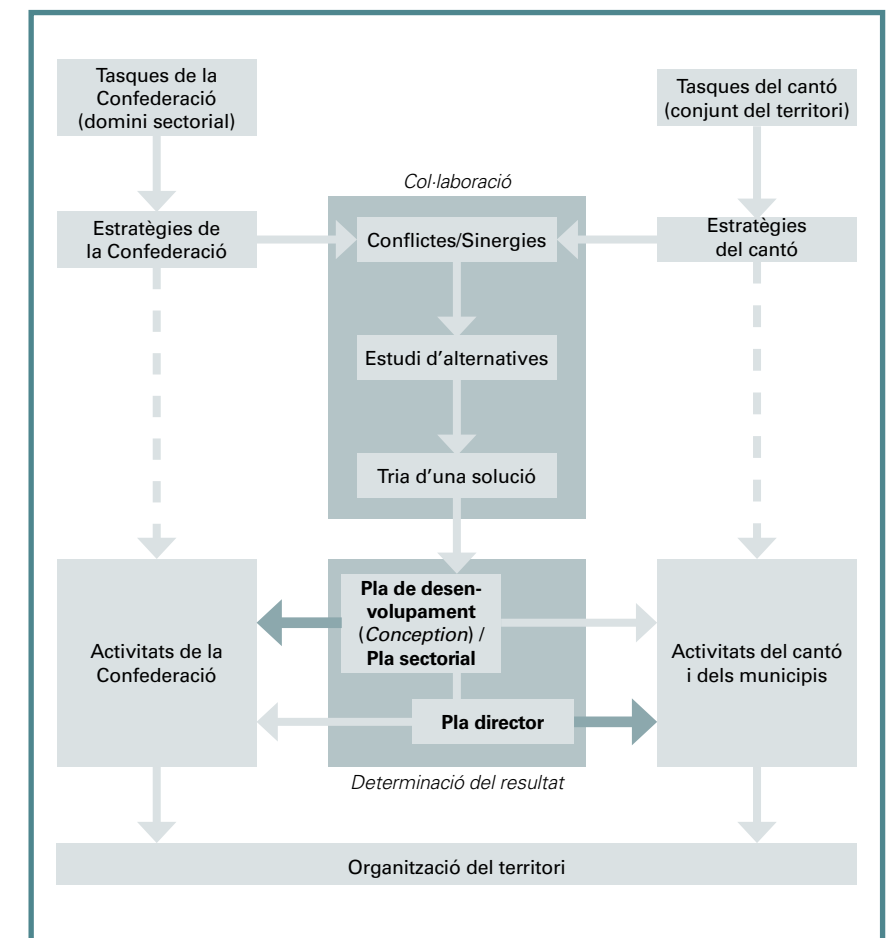 Tasques de la
Confederació
(domini sectorial)
Tasques del cantó
(conjunt del territori)
Col·laboració
Estratègies de
la Confederació
Conflictes/Sinergies
Estratègies
del cantó
Estudi d’alternatives
Tria d’una solució
Pla de desen-
volupament
(Conception) /
Pla sectorial
Activitats de la
Confederació
Activitats del cantó
i dels municipis
Pla director
Determinació del resultat
Organització del territori